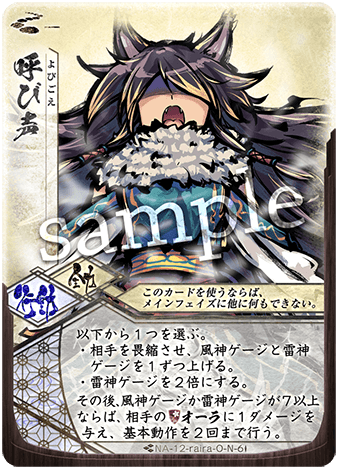 呼び声
よびごえ
sample
全力
行動
このカードを使うならば、
メインフェイズに他に何もできない。
以下から1つを選ぶ。
・相手を畏縮させ、風神ゲージと雷神
ゲージを1ずつ上げる。
・雷神ゲージを2倍にする。
その後、風神ゲージか雷神ゲージが7以上
ならば、相手のオーラに1ダメージを
与え、基本動作を2回まで行う。
NA-12-raira-O-N-6